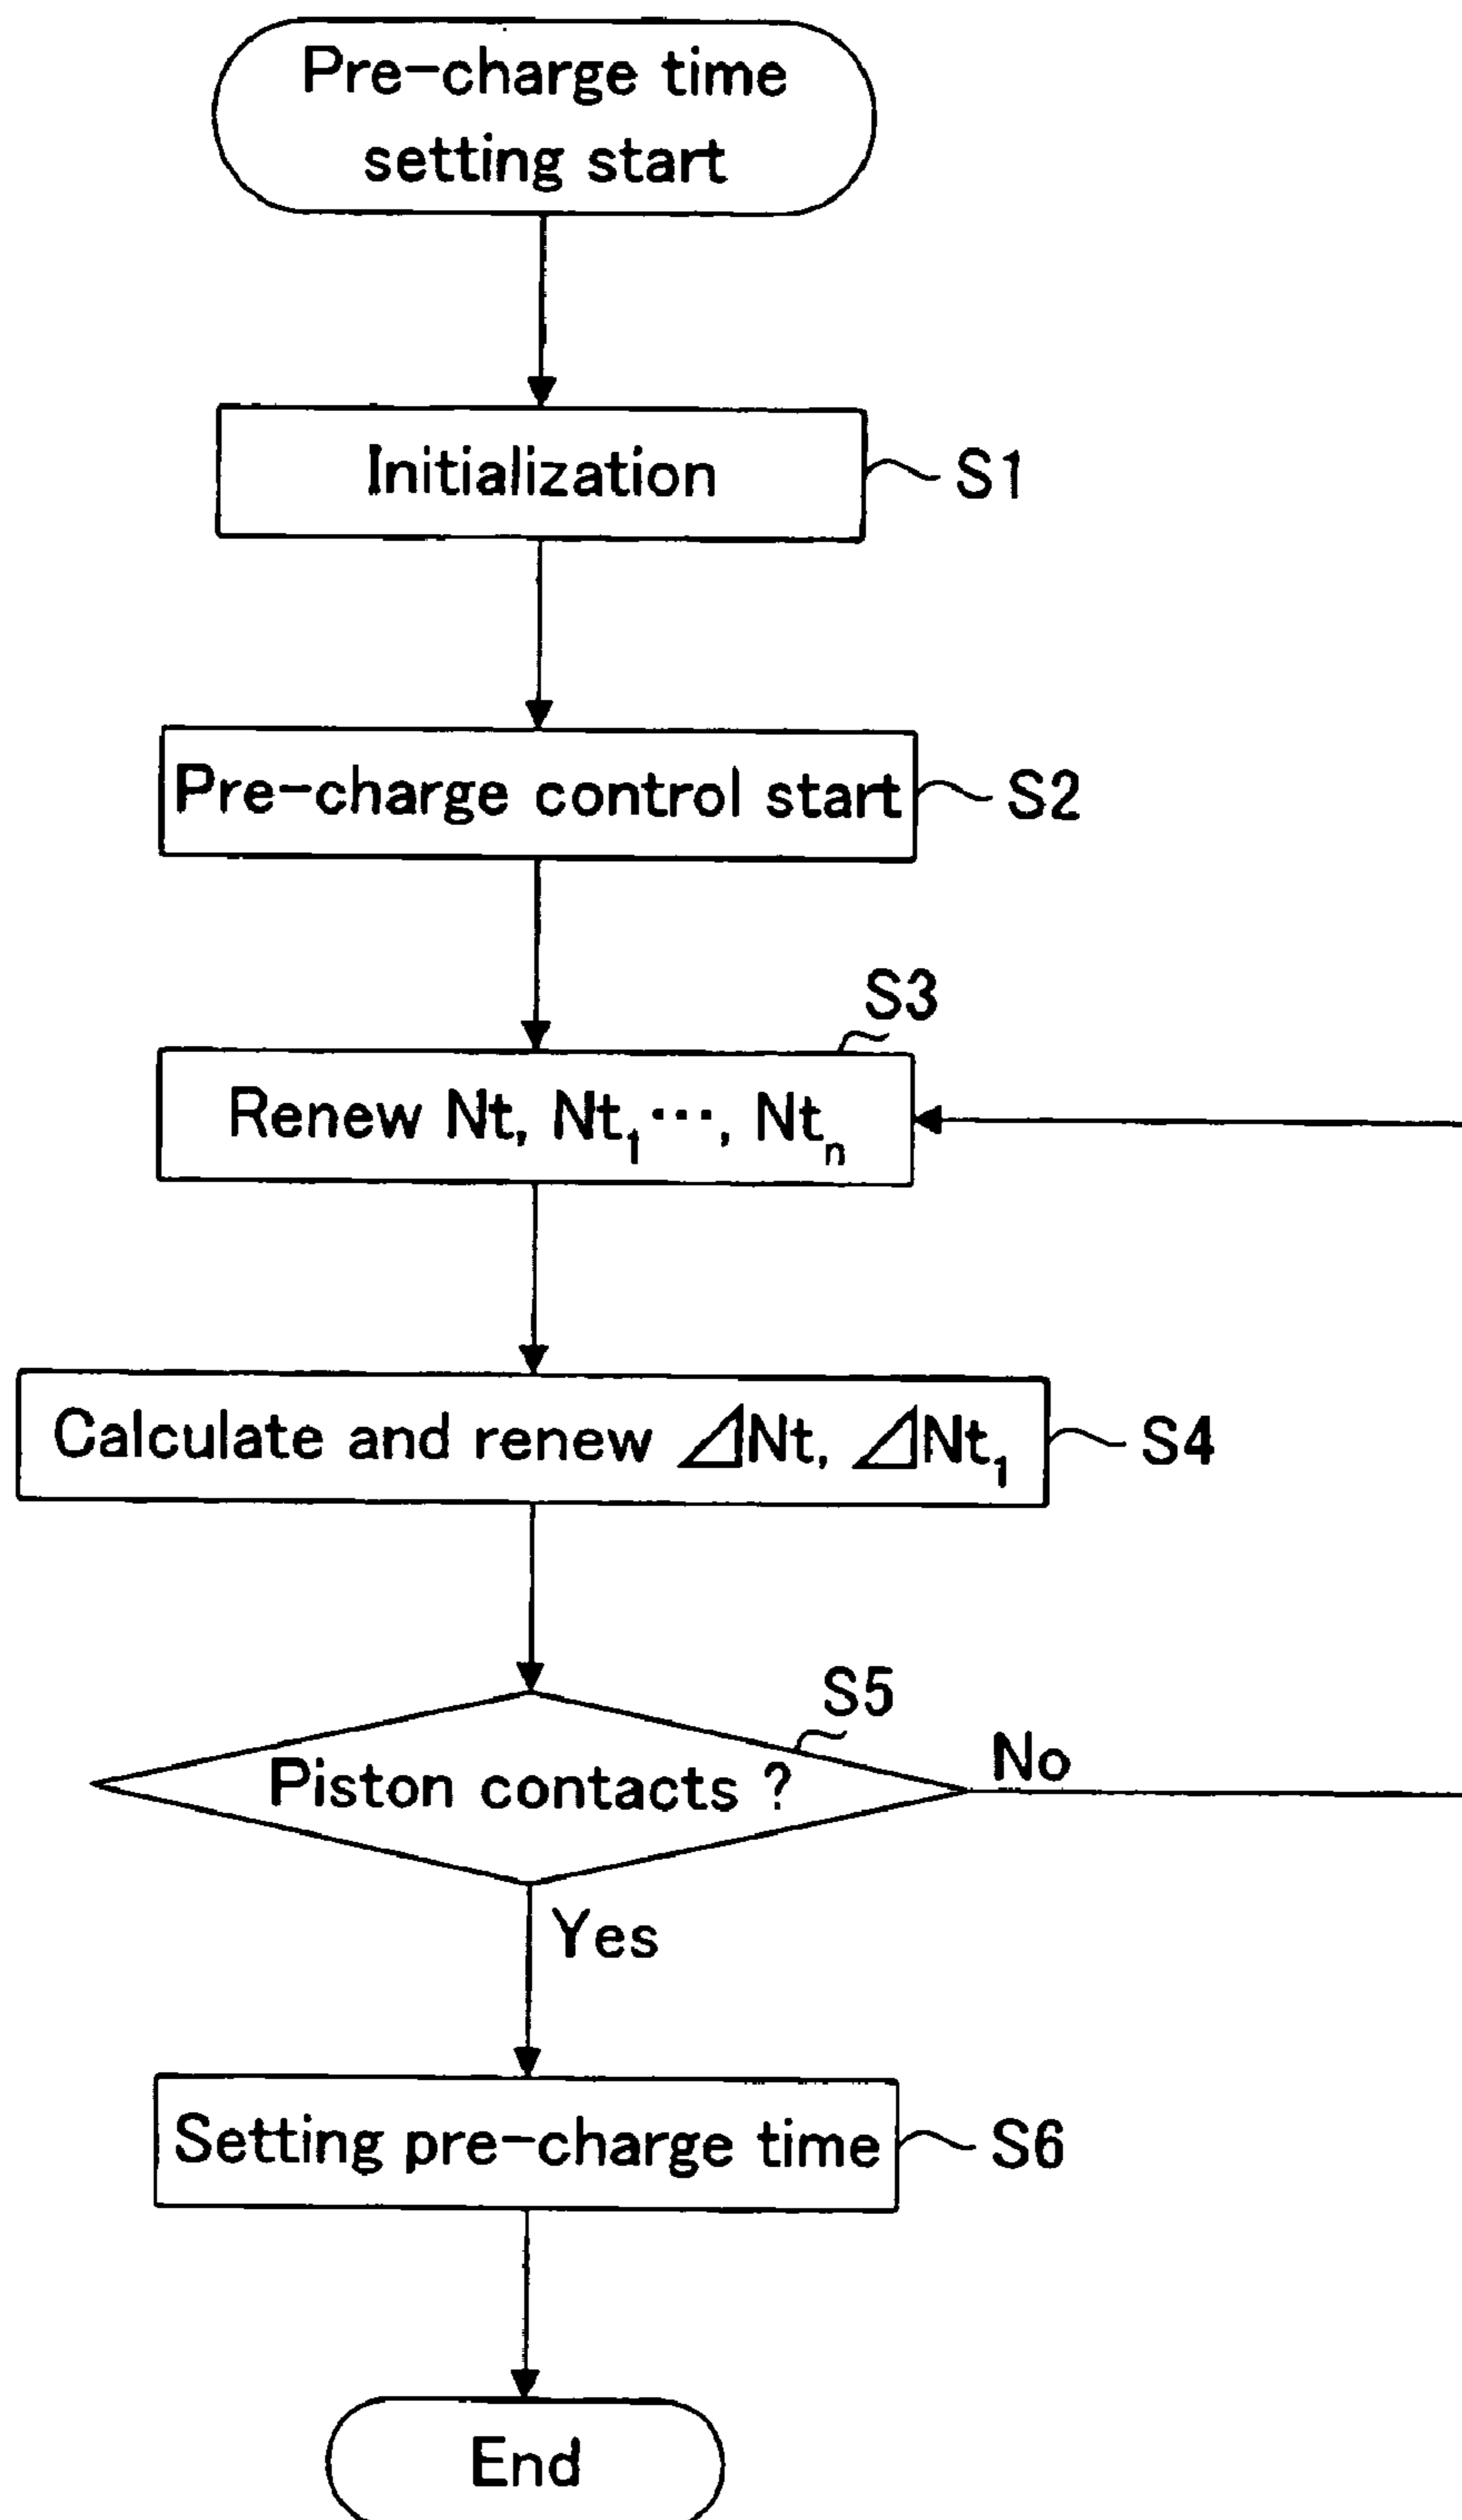 Pre-charge time
setting start
Initialization
S1
Pre-charge control start
S2
S3
Renew Nt, Nt₁ ⋯, Ntₙ
Calculate and renew ⊿Nt, ⊿Nt₁
S4
S5
Piston contacts ?
No
Yes
Setting pre-charge time
S6
End